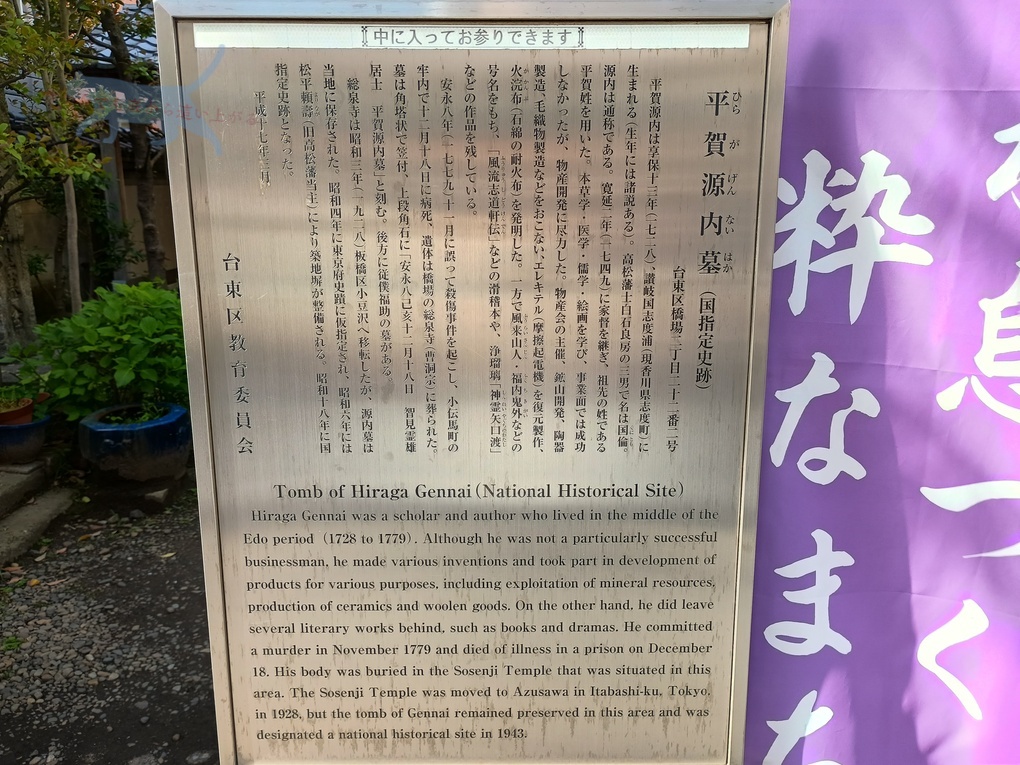 中に入ってお参りできます
平賀源内墓(国指定史跡)
ひら が げん ない はか
台東区橋場二丁目二十二番二号
平賀源内は享保十三年(一七二八)、讃岐国志度浦(現香川県志度町)に
生まれる(生年には諸説ある)。高松藩士白石良房の三男で名は国倫。
源内は通称である。寛延二年(一七四九)に家督を継ぎ、祖先の姓である
平賀姓を用いた。本草学・医学・儒学・絵画を学び、事業面では成功
しなかったが、物産開発に尽力した。物産会の主催、鉱山開発、陶器
製造、毛織物製造などをおこない、エレキテル(摩擦起電機)を復元製作、
火浣布(石綿の耐火布)を発明した。一方で風来山人・福内鬼外などの
号名をもち、「風流志道軒伝」などの滑稽本や、浄瑠璃「神霊矢口渡」
などの作品を残している。
安永八年(一七七九)十一月に誤って殺傷事件を起こし、小伝馬町の
牢内で十二月十八日に病死、遺体は橋場の総泉寺(曹洞宗)に葬られた。
墓は角塔状で笠付、上段角石に「安永八己亥十二月十八日 智見霊雄
居士 平賀源内墓」と刻む。後方に従僕福助の墓がある。
総泉寺は昭和三年(一九二八)板橋区小豆沢へ移転したが、源内墓は
当地に保存された。昭和四年に東京府史蹟に仮指定され、昭和六年には
松平頼壽(旧高松藩当主)により築地塀が整備される。昭和十八年に国
指定史跡となった。
平成十七年三月
台東区教育委員会
Tomb of Hiraga Gennai(National Historical Site)
Hiraga Gennai was a scholar and author who lived in the middle of the
Edo period (1728 to 1779). Although he was not a particularly successful
businessman, he made various inventions and took part in development of
products for various purposes, including exploitation of mineral resources,
production of ceramics and woolen goods. On the other hand, he did leave
several literary works behind, such as books and dramas. He committed
a murder in November 1779 and died of illness in a prison on December
18. His body was buried in the Sosenji Temple that was situated in this
area. The Sosenji Temple was moved to Azusawa in Itabashi-ku, Tokyo,
in 1928, but the tomb of Gennai remained preserved in this area and was
designated a national historical site in 1943.
息づく
粋なまち